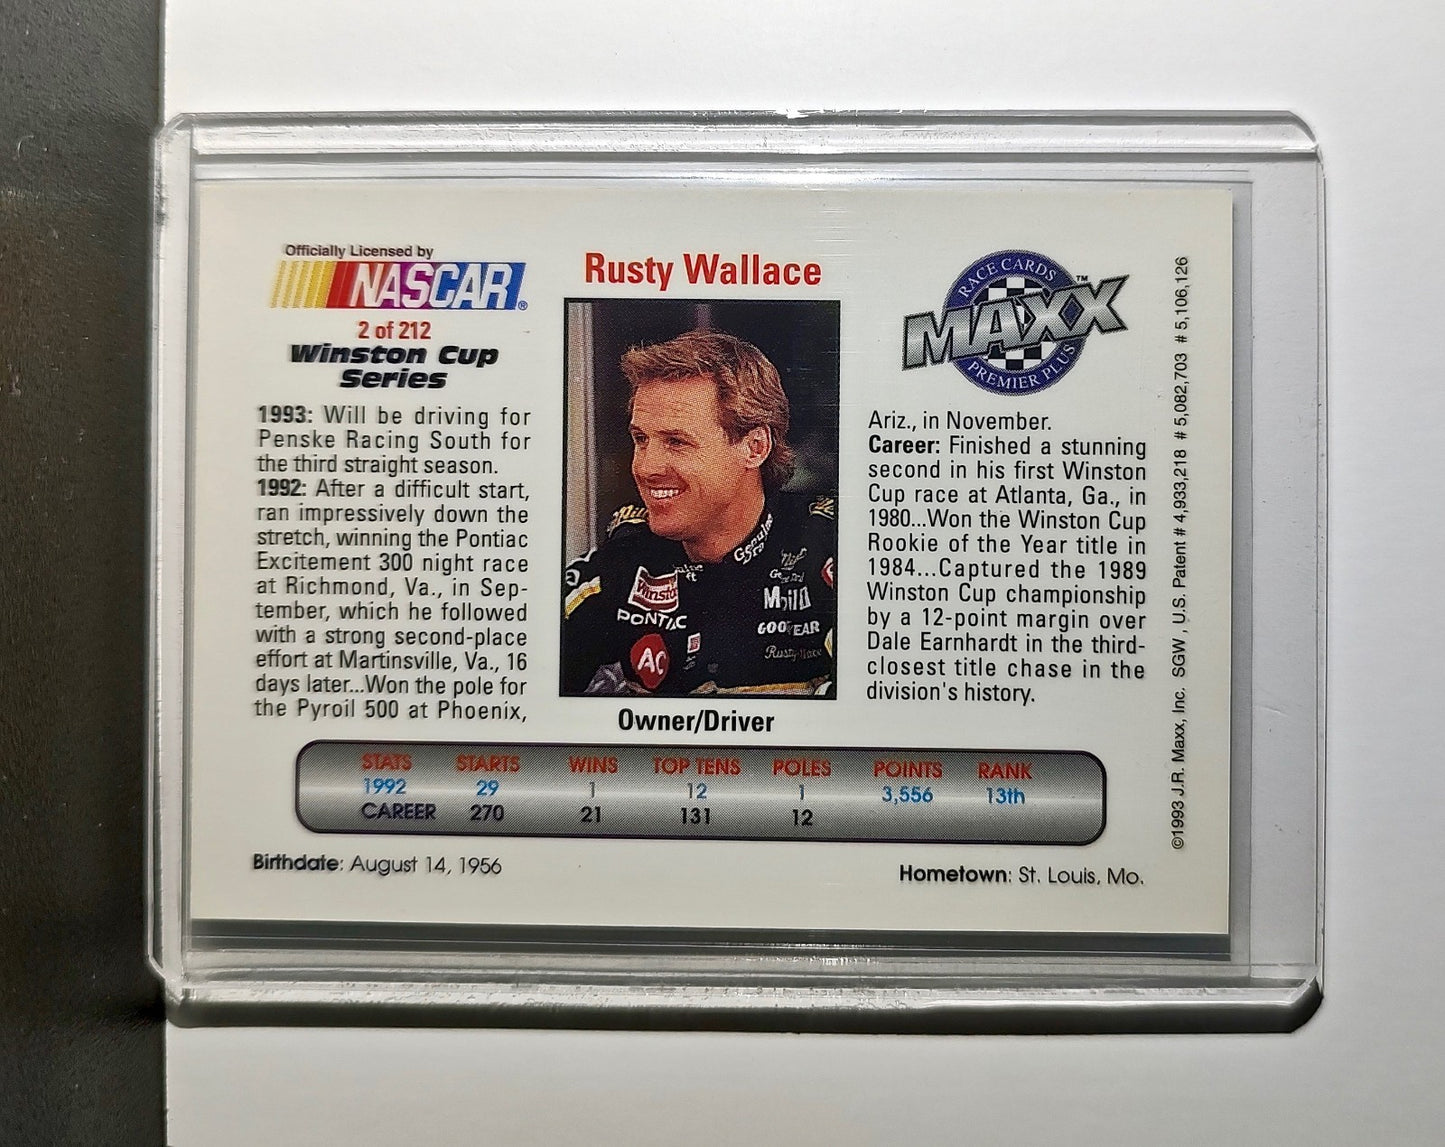 Officially Licensed by
NASCAR®
2 of 212
Winston Cup
Series
1993: Will be driving for
Penske Racing South for
the third straight season.
1992: After a difficult start,
ran impressively down the
stretch, winning the Pontiac
Excitement 300 night race
at Richmond, Va., in Sep-
tember, which he followed
with a strong second-place
effort at Martinsville, Va., 16
days later...Won the pole for
the Pyroil 500 at Phoenix,
Rusty Wallace
Genuine
Winston
PONTIAC
AC
Mobil
GOODYEAR
Rusty Wallace
Owner/Driver
RACE CARDS
MAXX™
PREMIER PLUS
Ariz., in November.
Career: Finished a stunning
second in his first Winston
Cup race at Atlanta, Ga., in
1980...Won the Winston Cup
Rookie of the Year title in
1984...Captured the 1989
Winston Cup championship
by a 12-point margin over
Dale Earnhardt in the third-
closest title chase in the
division's history.
STATS STARTS WINS TOP TENS POLES POINTS RANK
1992 29 1 12 1 3,556 13th
CAREER 270 21 131 12
Birthdate: August 14, 1956
Hometown: St. Louis, Mo.
©1993 J.R. Maxx, Inc. SGW, U.S. Patent # 4,933,218 # 5,082,703 # 5,106,126